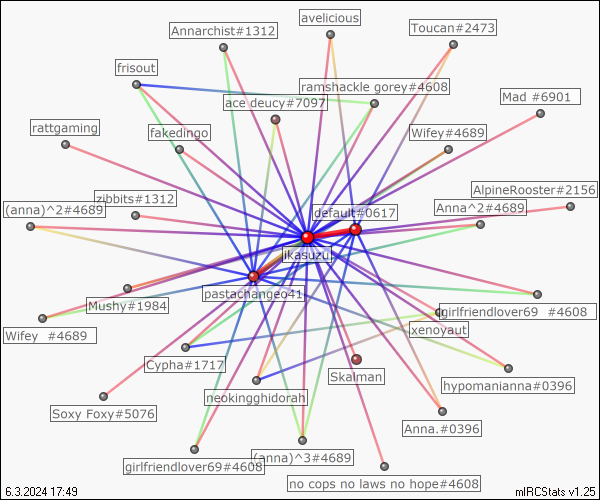 avelicious
Annarchist#1312
Toucan#2473
frisout
ramshackle gorey#4608
ace deucy#7097
Mad #6901
rattgaming
fakedingo
Wifey#4689
AlpineRooster#2156
zibbits#1312
(anna)^2#4689
default#0617
Anna^2#4689
ikasuzu
pastachangeo41
Mushy#1984
girlfriendlover69 #4608
Wifey #4689
xenoyaut
Cypha#1717
Skalman
hypomanianna#0396
neokingghidorah
Soxy Foxy#5076
Anna.#0396
(anna)^3#4689
girlfriendlover69#4608
no cops no laws no hope#4608
6.3.2024 17:49
mIRCStats v1.25